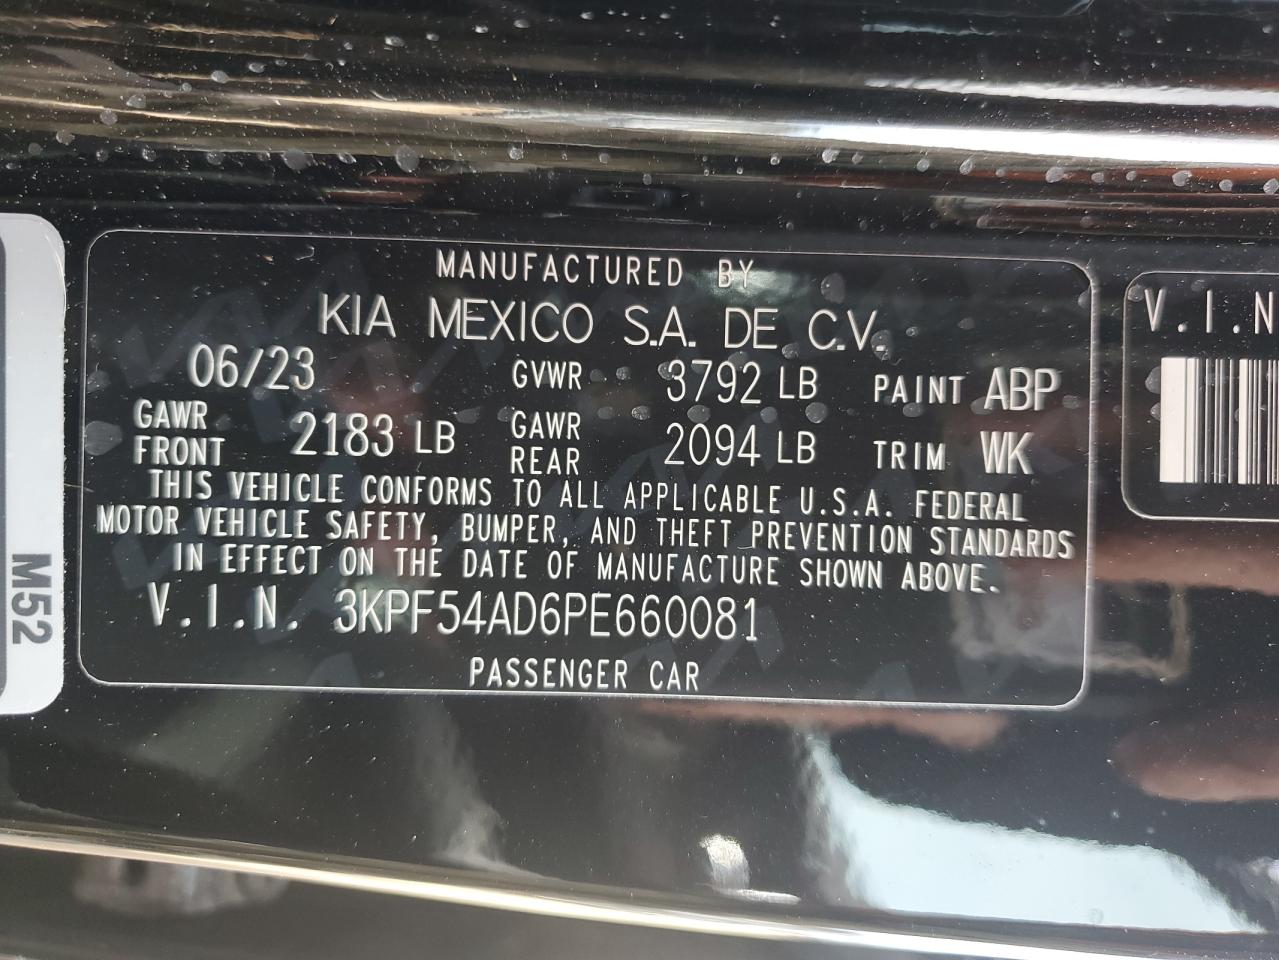 MANUFACTURED BY
KIA MEXICO S.A. DE C.V.
06/23 GVWR 3792 LB PAINT ABP
GAWR FRONT 2183 LB GAWR REAR 2094 LB TRIM WK
THIS VEHICLE CONFORMS TO ALL APPLICABLE U.S.A. FEDERAL
MOTOR VEHICLE SAFETY, BUMPER, AND THEFT PREVENTION STANDARDS
IN EFFECT ON THE DATE OF MANUFACTURE SHOWN ABOVE.
V.I.N. 3KPF54AD6PE660081
PASSENGER CAR
V.I.N
M52